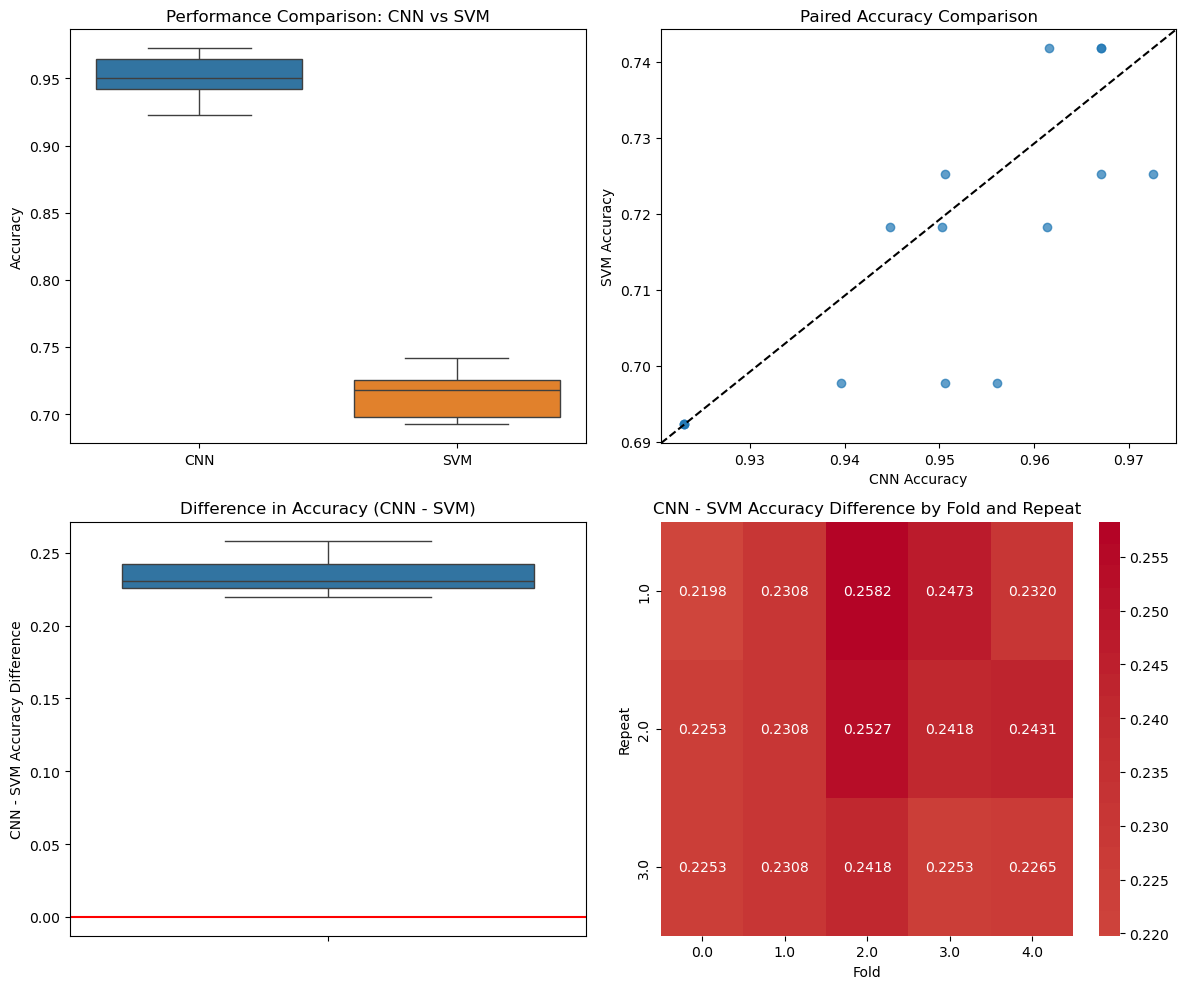 Performance Comparison: CNN vs SVM
Accuracy
0.95
0.90
0.85
0.80
0.75
0.70
CNN SVM
Paired Accuracy Comparison
SVM Accuracy
0.74
0.73
0.72
0.71
0.70
0.69
0.93 0.94 0.95 0.96 0.97
CNN Accuracy
Difference in Accuracy (CNN - SVM)
CNN - SVM Accuracy Difference
0.25
0.20
0.15
0.10
0.05
0.00
CNN - SVM Accuracy Difference by Fold and Repeat
Repeat
1.0 0.2198 0.2308 0.2582 0.2473 0.2320
2.0 0.2253 0.2308 0.2527 0.2418 0.2431
3.0 0.2253 0.2308 0.2418 0.2253 0.2265
0.0 1.0 2.0 3.0 4.0
Fold
0.255
0.250
0.245
0.240
0.235
0.230
0.225
0.220